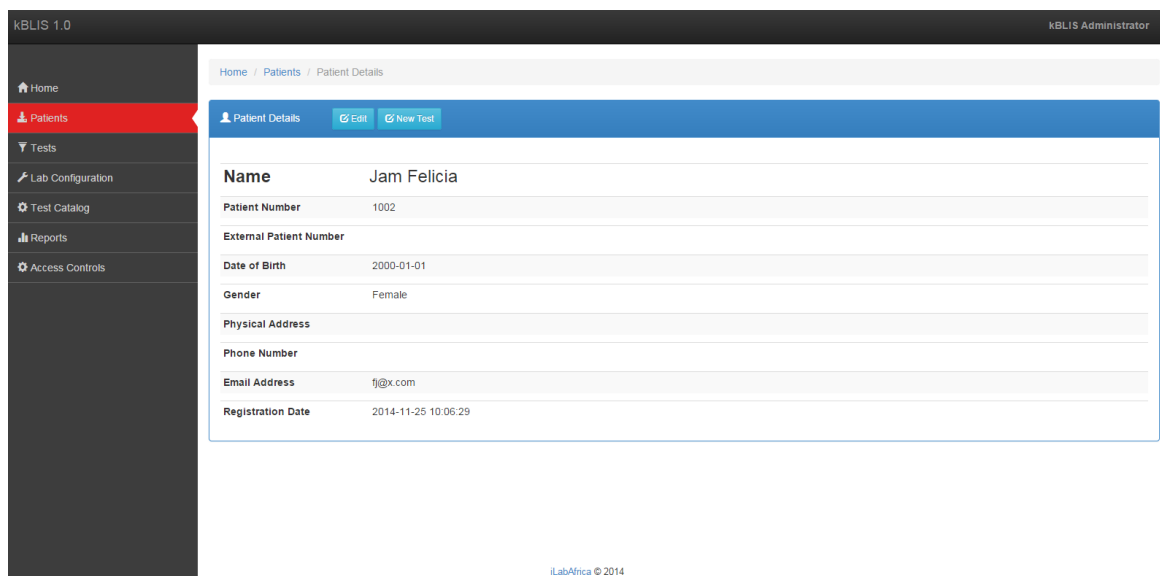 kBLIS 1.0 kBLIS Administrator
Home / Patients / Patient Details
Home
Patients
Tests
Lab Configuration
Test Catalog
Reports
Access Controls
Patient Details Edit New Test
Name Jam Felicia
Patient Number 1002
External Patient Number
Date of Birth 2000-01-01
Gender Female
Physical Address
Phone Number
Email Address fj@x.com
Registration Date 2014-11-25 10:06:29
iLabAfrica © 2014